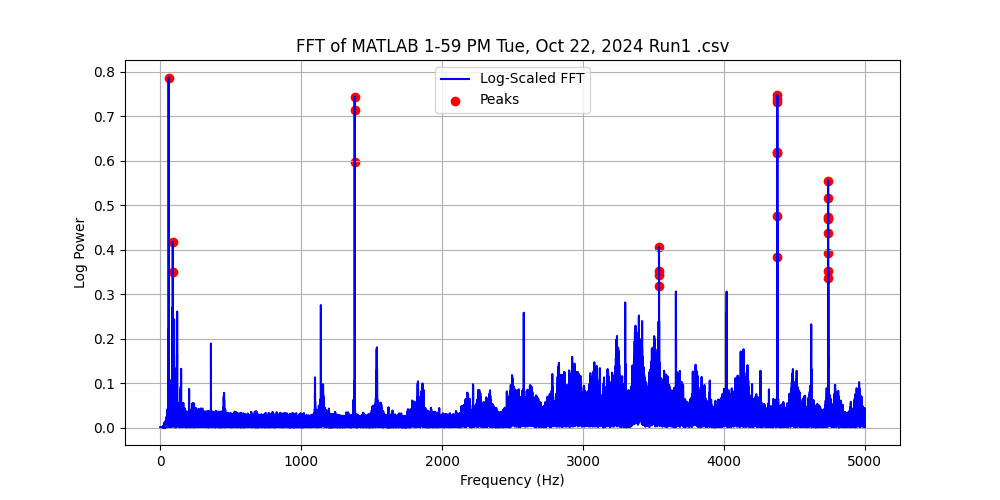 FFT of MATLAB 1-59 PM Tue, Oct 22, 2024 Run1 .csv
Log-Scaled FFT
Peaks
Log Power
0.8
0.7
0.6
0.5
0.4
0.3
0.2
0.1
0.0
0 1000 2000 3000 4000 5000
Frequency (Hz)